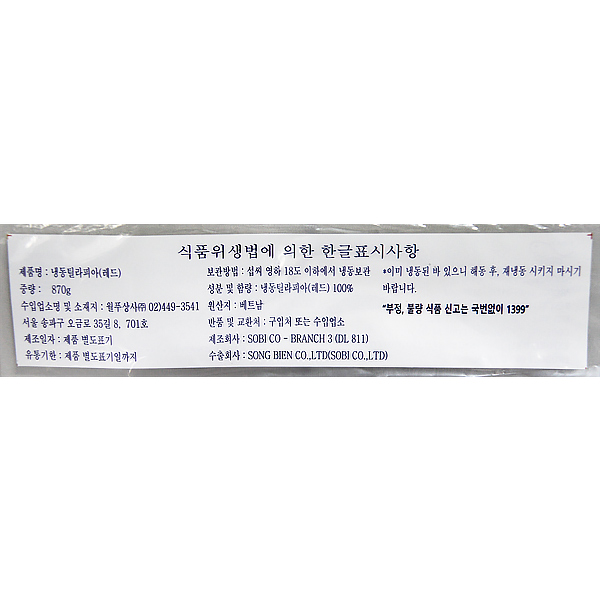 식품위생법에 의한 한글표시사항
제품명 : 냉동틸라피아(레드)
중량 : 870g
수입업소명 및 소재지 : 월푸상사㈜ 02)449-3541
서울 송파구 오금로 35길 8, 701호
제조일자 : 제품 별도표기
유통기한 : 제품 별도표기일까지
보관방법 : 섭씨 영하 18도 이하에서 냉동보관
성분 및 함량 : 냉동틸라피아(레드) 100%
원산지 : 베트남
반품 및 교환처 : 구입처 또는 수입업소
제조회사 : SOBI CO - BRANCH 3 (DL 811)
수출회사 : SONG BIEN CO.,LTD(SOBI CO.,LTD)
*이미 냉동된 바 있으니 해동 후, 재냉동 시키지 마시기
바랍니다.
"부정, 불량 식품 신고는 국번없이 1399"